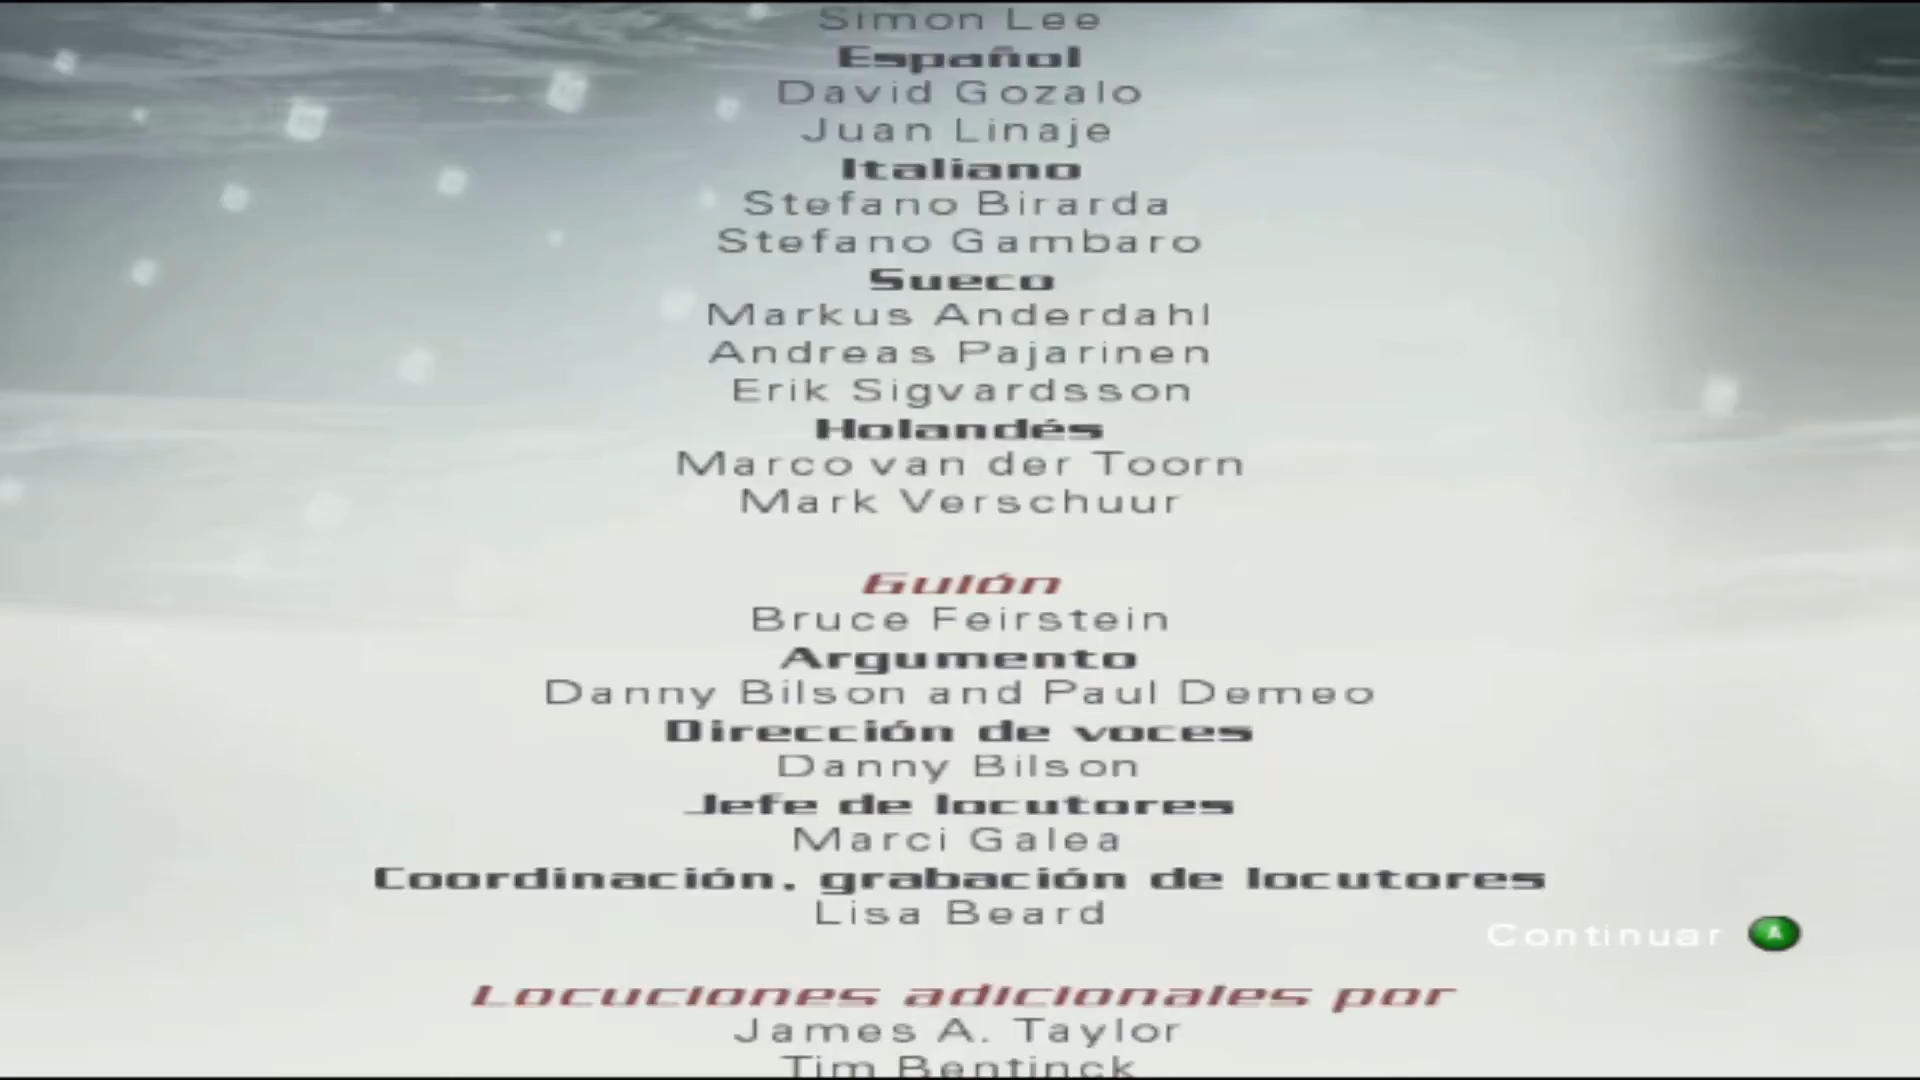 Simon Lee
Español
David Gozalo
Juan Linaje
Italiano
Stefano Birarda
Stefano Gambaro
Sueco
Markus Anderdahl
Andreas Pajarinen
Erik Sigvardsson
Holandés
Marco van der Toorn
Mark Verschuur
Guión
Bruce Feirstein
Argumento
Danny Bilson and Paul Demeo
Dirección de voces
Danny Bilson
Jefe de locutores
Marci Galea
Coordinación. grabación de locutores
Lisa Beard
Continuar A
Locuciones adicionales por
James A. Taylor
Tim Bentinck